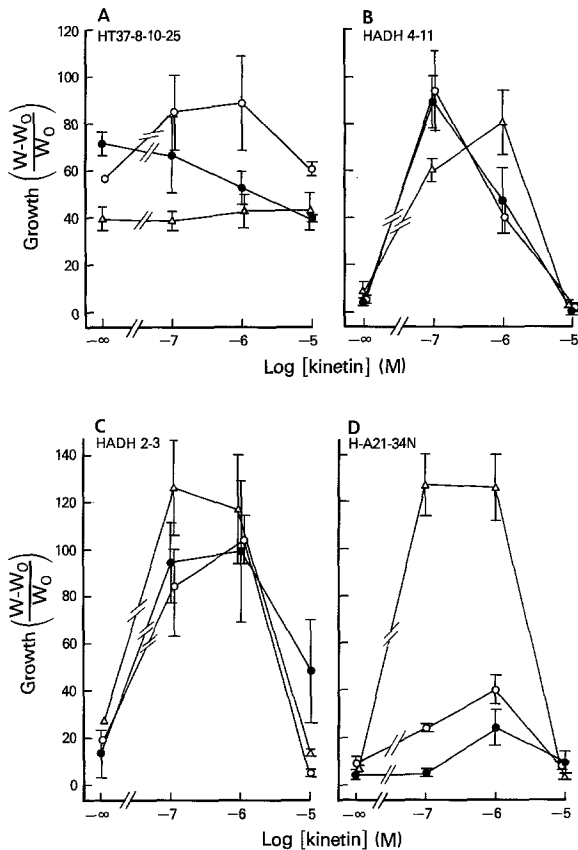 A
HT37-8-10-25
B
HADH 4-11
120
100
80
60
40
20
0
Growth (W-W₀ / W₀)
−∞
−7
−6
−5
−∞
−7
−6
−5
Log [kinetin] (M)
C
HADH 2-3
D
H-A21-34N
140
120
100
80
60
40
20
0
Growth (W-W₀ / W₀)
−∞
−7
−6
−5
−∞
−7
−6
−5
Log [kinetin] (M)